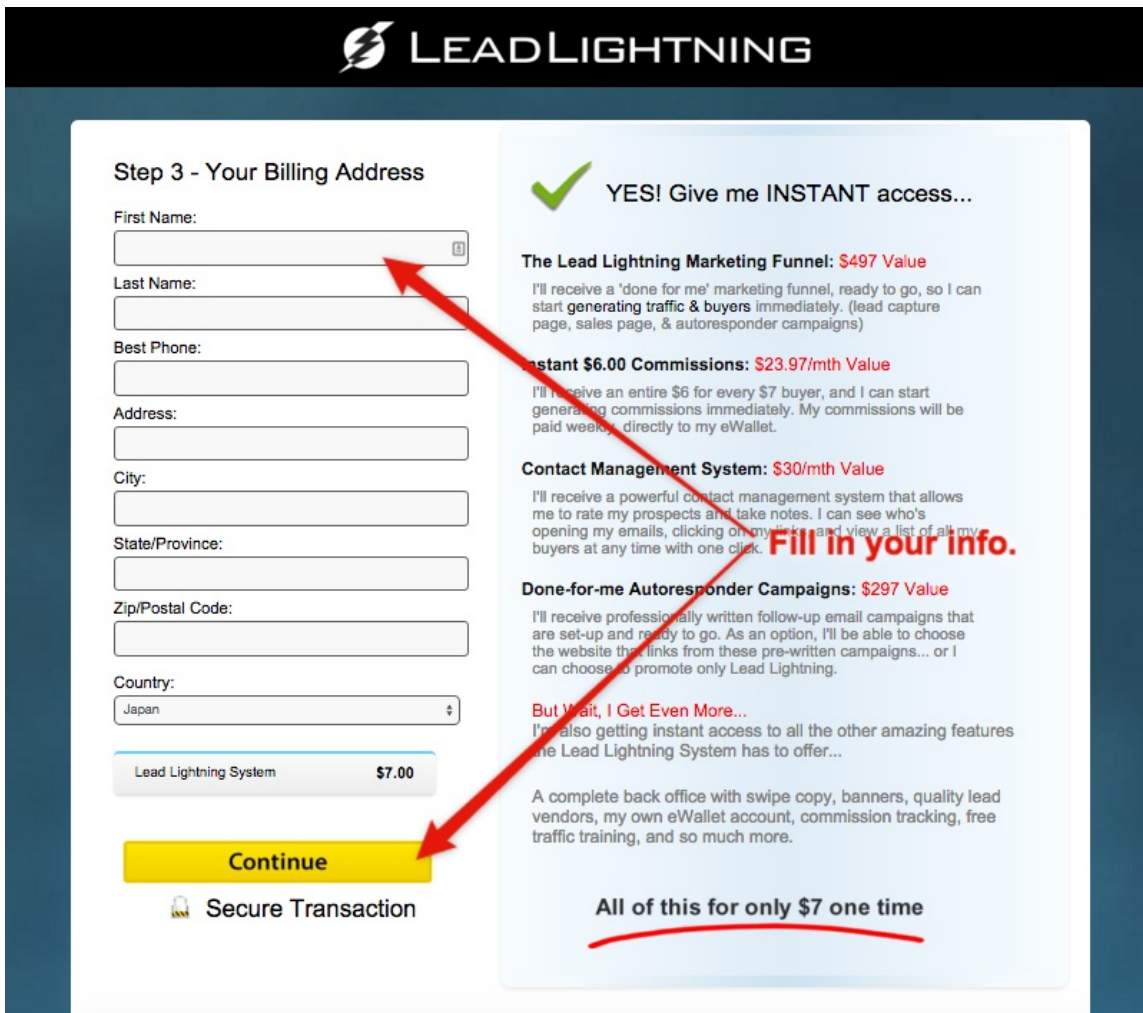 LEADLIGHTNING
Step 3 - Your Billing Address
First Name:
Last Name:
Best Phone:
Address:
City:
State/Province:
Zip/Postal Code:
Country:
Japan
Lead Lightning System $7.00
Continue
Secure Transaction
YES! Give me INSTANT access...
The Lead Lightning Marketing Funnel: $497 Value
I'll receive a 'done for me' marketing funnel, ready to go, so I can
start generating traffic & buyers immediately. (lead capture
page, sales page, & autoresponder campaigns)
Instant $6.00 Commissions: $23.97/mth Value
I'll receive an entire $6 for every $7 buyer, and I can start
generating commissions immediately. My commissions will be
paid weekly, directly to my eWallet.
Contact Management System: $30/mth Value
I'll receive a powerful contact management system that allows
me to rate my prospects and take notes. I can see who's
opening my emails, clicking on my links, and view a list of all my
buyers at any time with one click.
Fill in your info.
Done-for-me Autoresponder Campaigns: $297 Value
I'll receive professionally written follow-up email campaigns that
are set-up and ready to go. As an option, I'll be able to choose
the website that links from these pre-written campaigns... or I
can choose to promote only Lead Lightning.
But Wait, I Get Even More...
I'm also getting instant access to all the other amazing features
the Lead Lightning System has to offer...
A complete back office with swipe copy, banners, quality lead
vendors, my own eWallet account, commission tracking, free
traffic training, and so much more.
All of this for only $7 one time